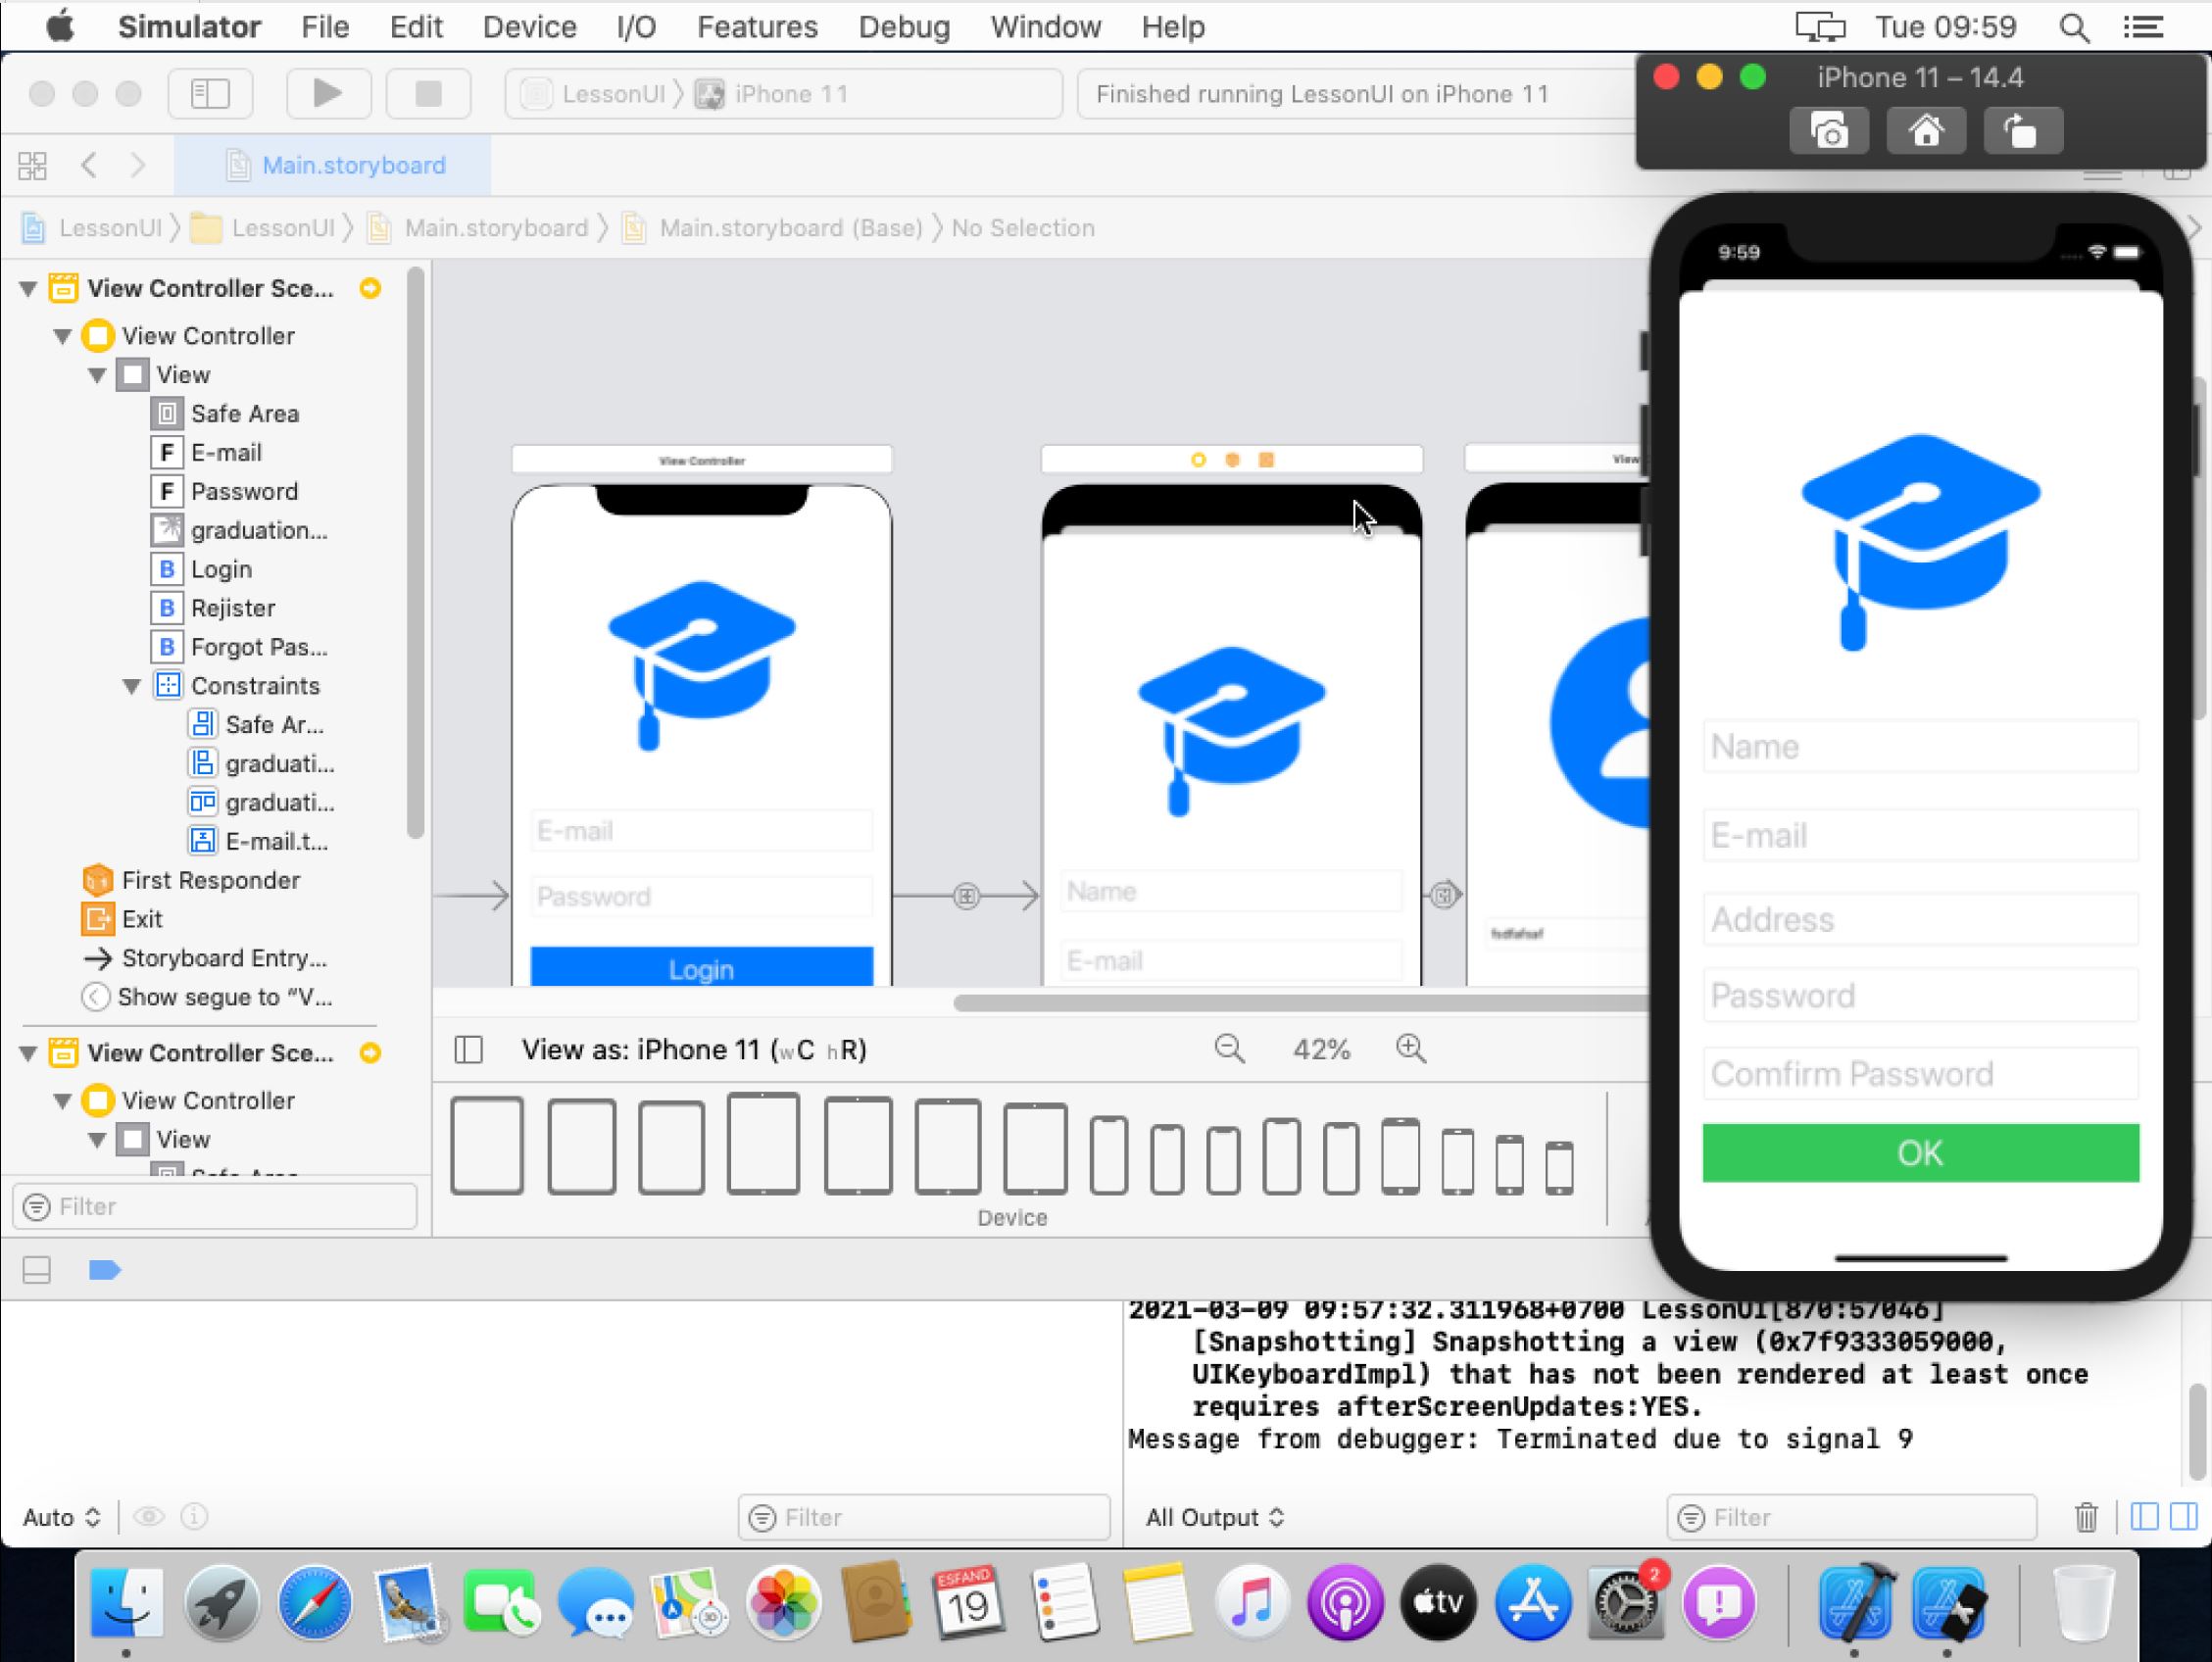 Simulator File Edit Device I/O Features Debug Window Help Tue 09:59
LessonUI iPhone 11 Finished running LessonUI on iPhone 11
iPhone 11 – 14.4
Main.storyboard
LessonUI LessonUI Main.storyboard Main.storyboard (Base) No Selection
View Controller Sce...
View Controller
View
Safe Area
F E-mail
F Password
graduation...
B Login
B Rejister
B Forgot Pas...
Constraints
Safe Ar...
graduati...
graduati...
E-mail.t...
First Responder
Exit
Storyboard Entry...
Show segue to “V...
View Controller Sce...
View Controller
View
Safe Area
Filter
View Controller
E-mail
Password
Login
Name
E-mail
View
9:59
Name
E-mail
Address
Password
Comfirm Password
OK
View as: iPhone 11 (wC hR) 42%
Device
2021-03-09 09:57:32.311968+0700 LessonUI[870:57046]
[Snapshotting] Snapshotting a view (0x7f9333059000,
UIKeyboardImpl) that has not been rendered at least once
requires afterScreenUpdates:YES.
Message from debugger: Terminated due to signal 9
Auto Filter All Output Filter
ESFAND
19
3D
tv
2